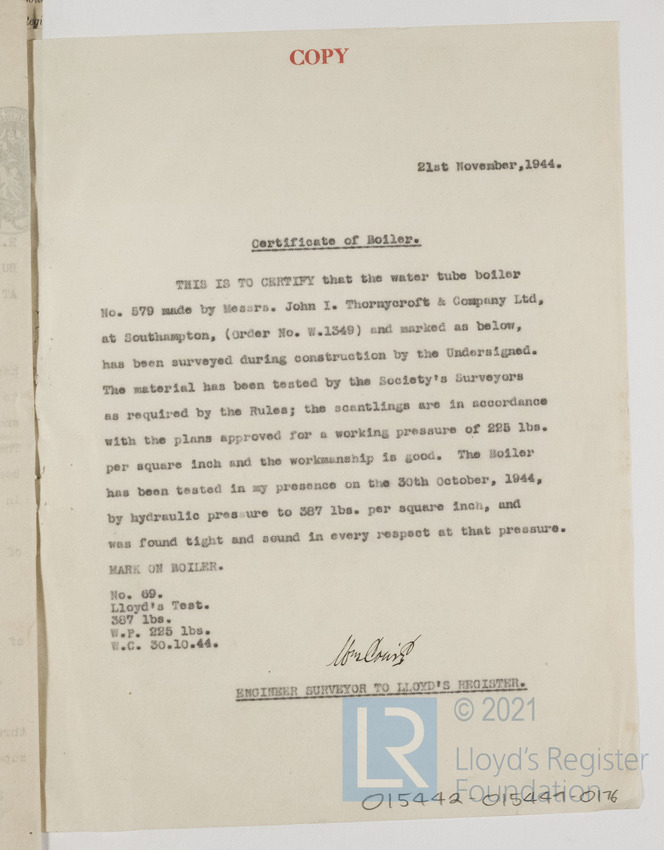 COPY
21st November, 1944.
Certificate of Boiler.
THIS IS TO CERTIFY that the water tube boiler
No. 579 made by Messrs. John I. Thornycroft & Company Ltd,
at Southampton, (Order No. W.1349) and marked as below,
has been surveyed during construction by the Undersigned.
The material has been tested by the Society's Surveyors
as required by the Rules; the scantlings are in accordance
with the plans approved for a working pressure of 225 lbs.
per square inch and the workmanship is good. The Boiler
has been tested in my presence on the 30th October, 1944,
by hydraulic pressure to 387 lbs. per square inch, and
was found tight and sound in every respect at that pressure.
MARK ON BOILER.
No. 69.
Lloyd's Test.
387 lbs.
W.P. 225 lbs.
W.C. 30.10.44.
ENGINEER SURVEYOR TO LLOYD'S REGISTER.
LR
© 2021
Lloyd's Register
Foundation
015442-015447-0176